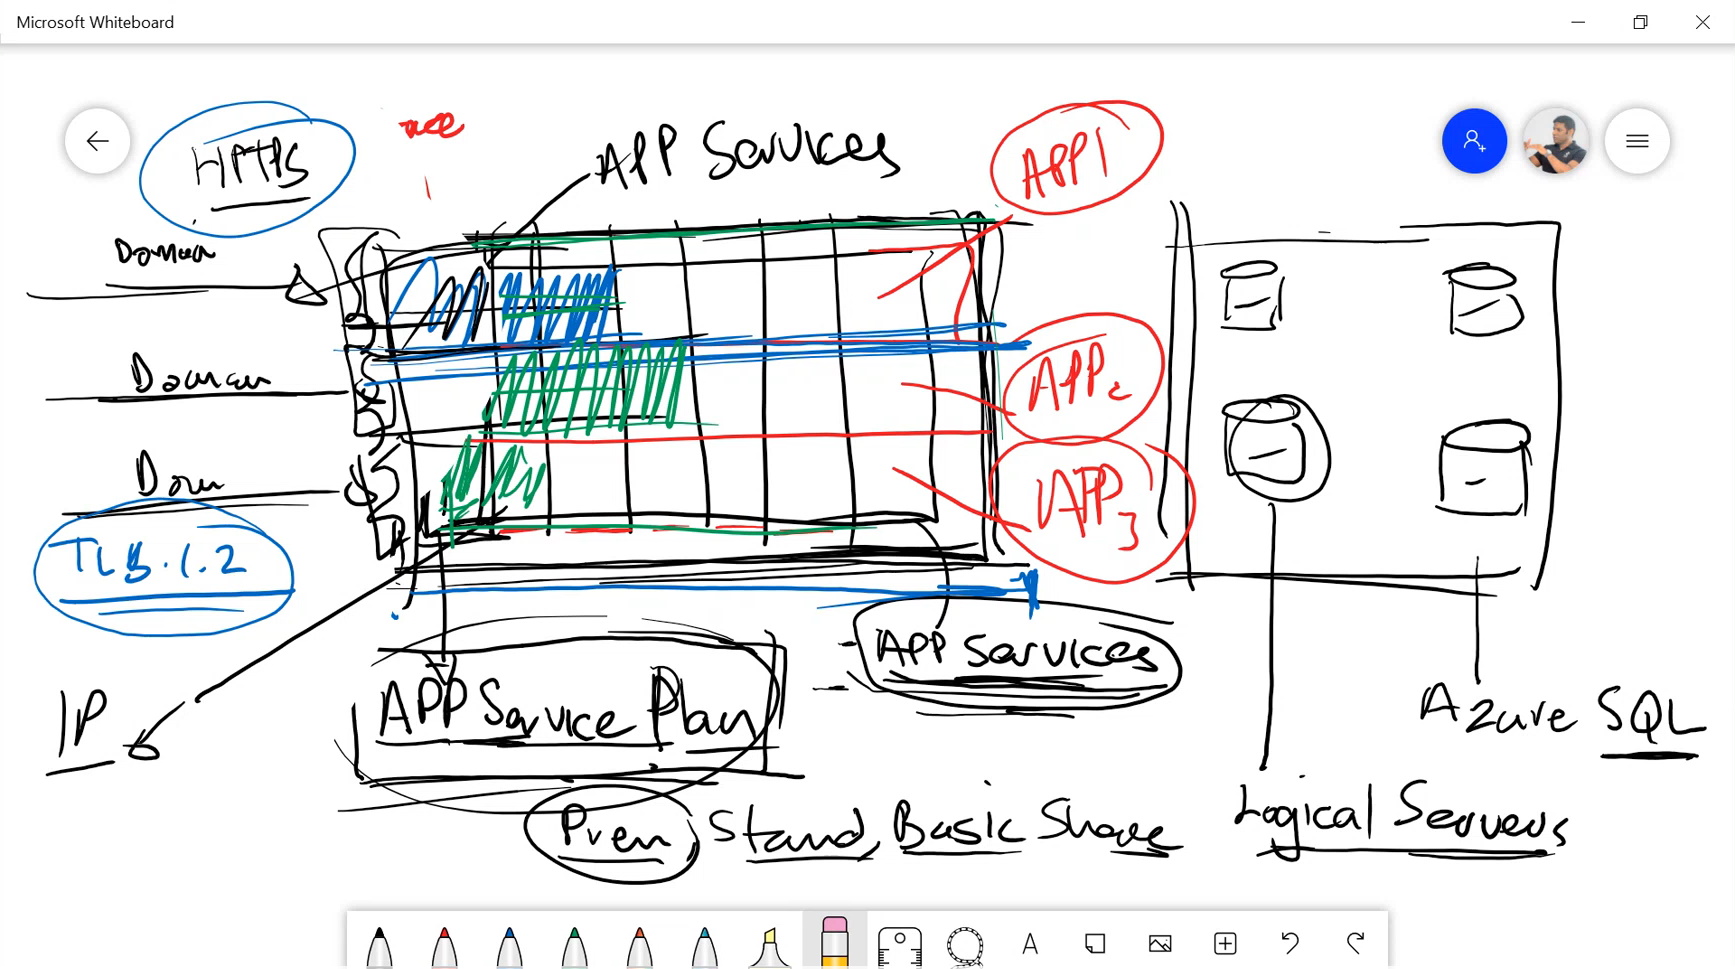 Microsoft Whiteboard
HTTPS
APP Services
APP1
Domain
Domain
APP2
Dom
APP3
TLS.1.2
APP Services
IP
APP Service Plan
Azure SQL
Prem Stand, Basic Share
Logical Servers
A